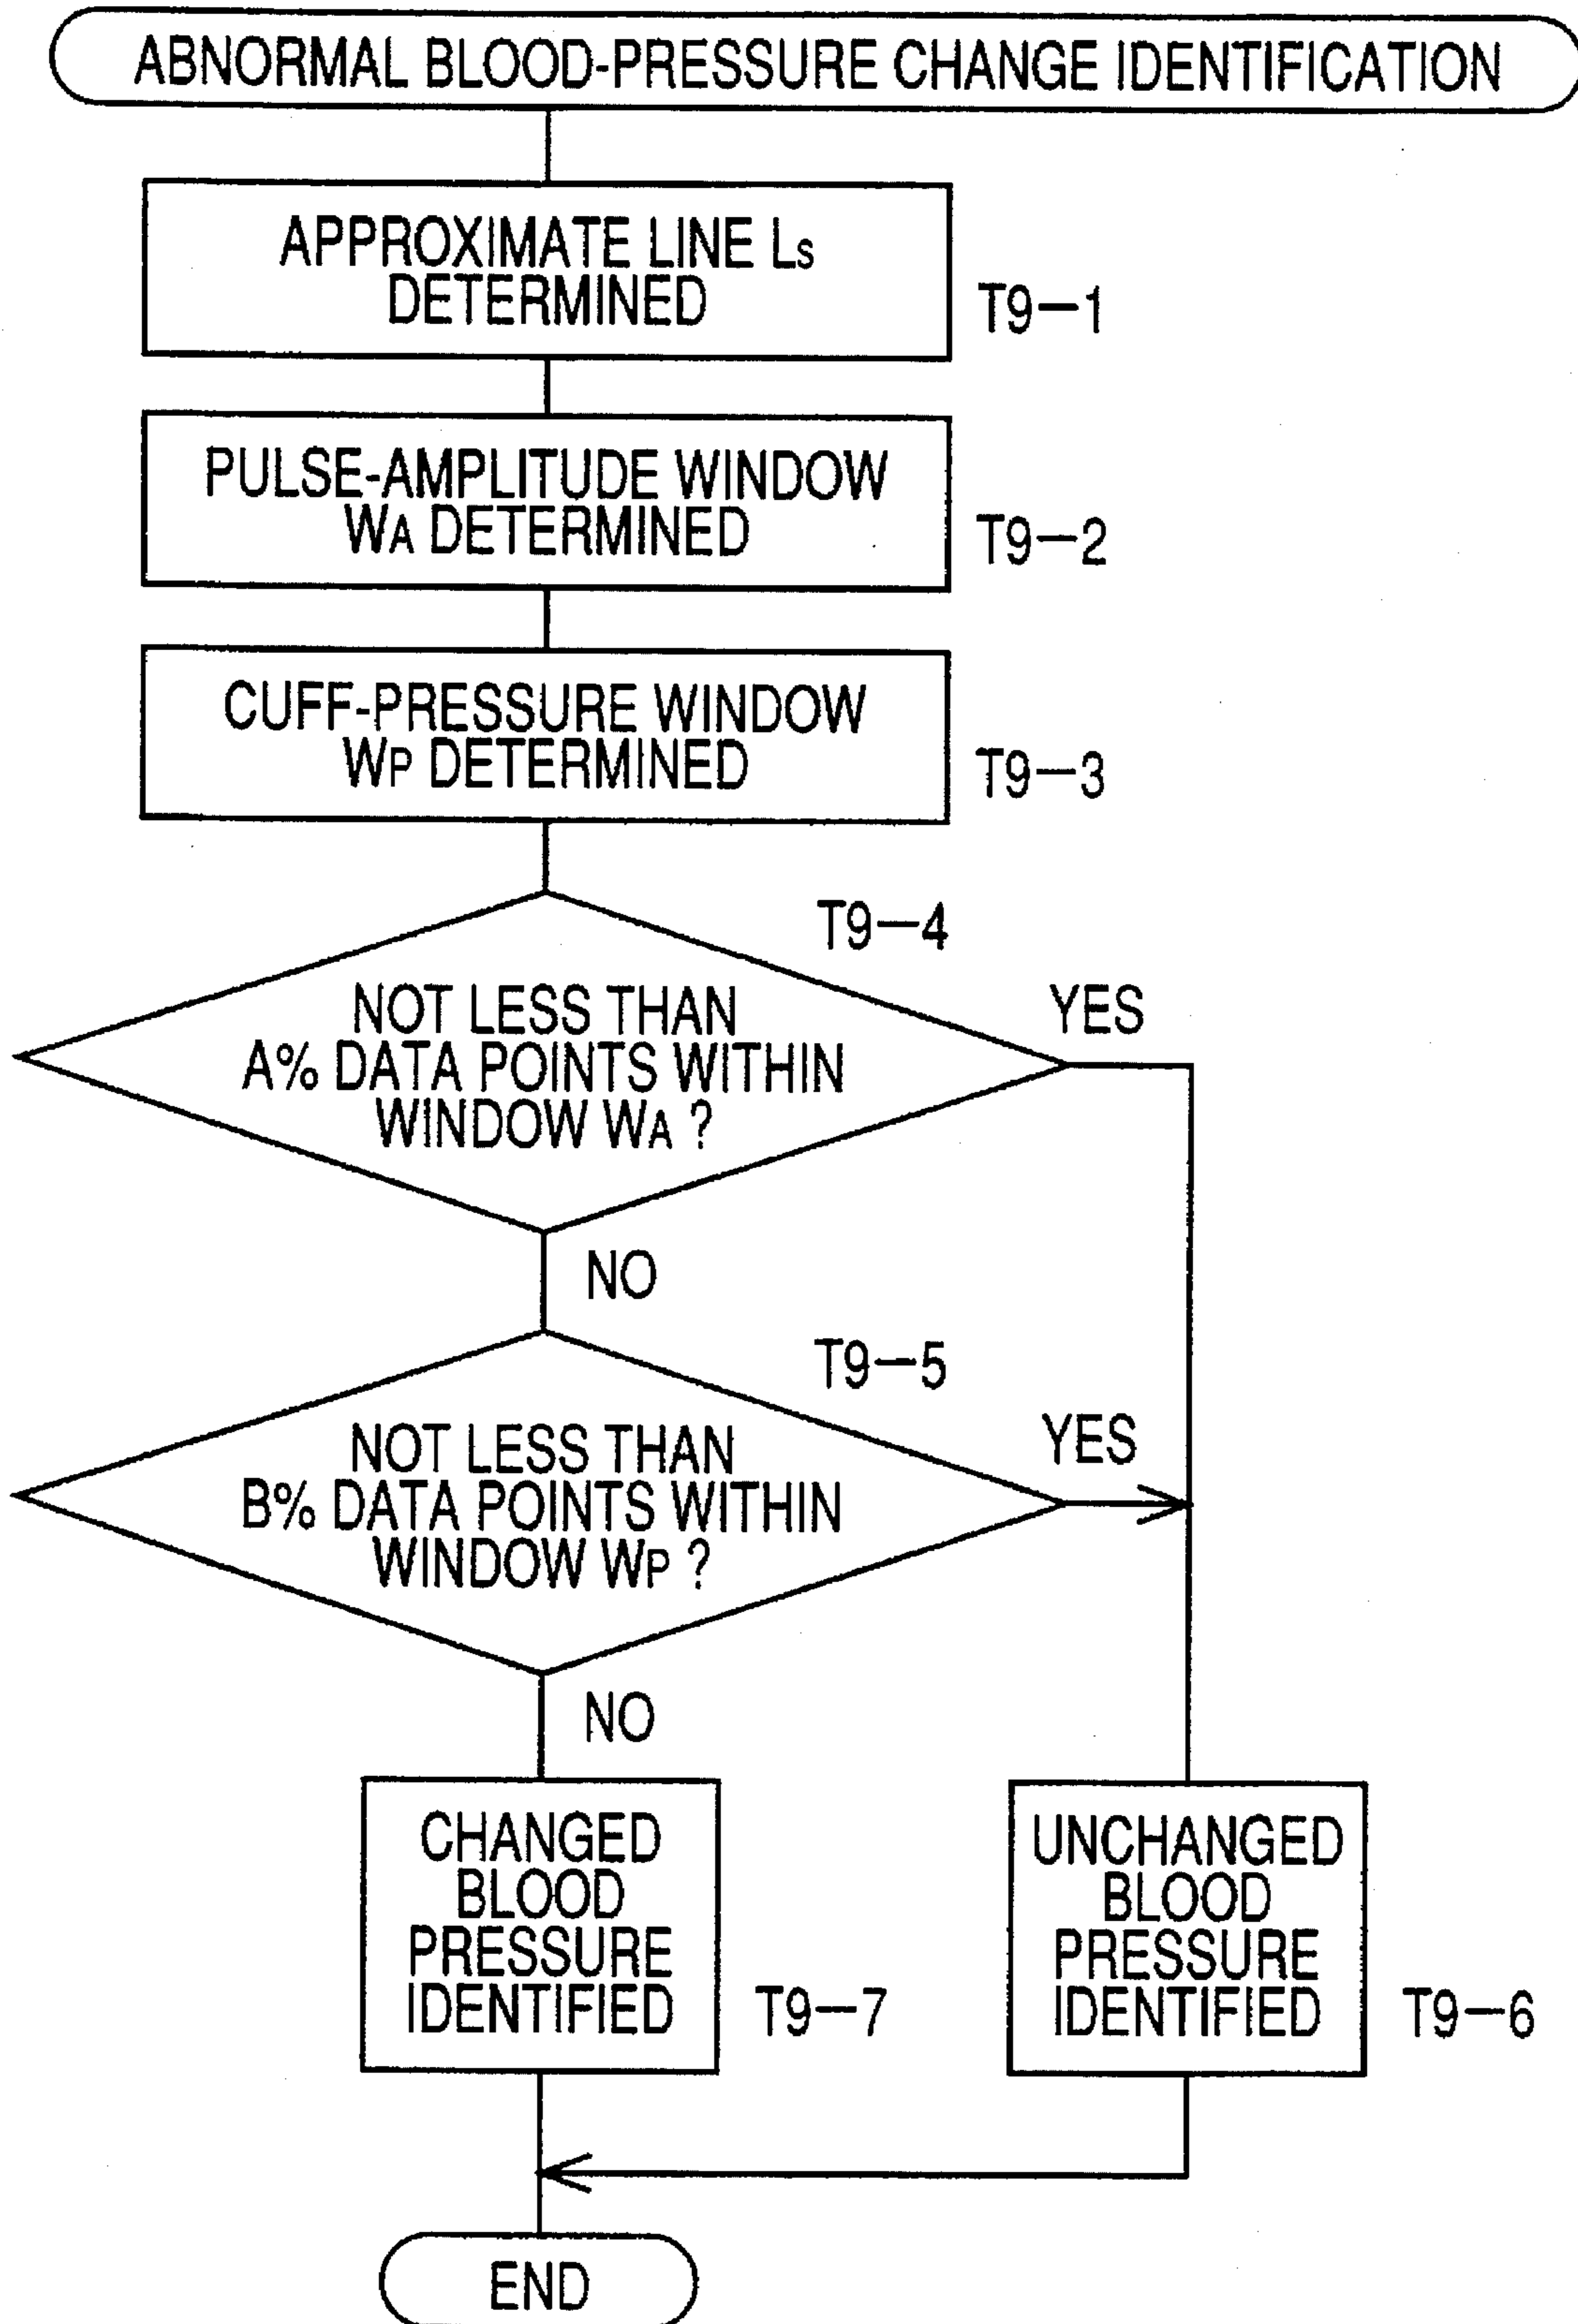 ABNORMAL BLOOD-PRESSURE CHANGE IDENTIFICATION
APPROXIMATE LINE Ls
DETERMINED
T9-1
PULSE-AMPLITUDE WINDOW
WA DETERMINED
T9-2
CUFF-PRESSURE WINDOW
WP DETERMINED
T9-3
T9-4
NOT LESS THAN
A% DATA POINTS WITHIN
WINDOW WA ?
YES
NO
T9-5
NOT LESS THAN
B% DATA POINTS WITHIN
WINDOW WP ?
YES
NO
CHANGED
BLOOD
PRESSURE
IDENTIFIED
T9-7
UNCHANGED
BLOOD
PRESSURE
IDENTIFIED
T9-6
END